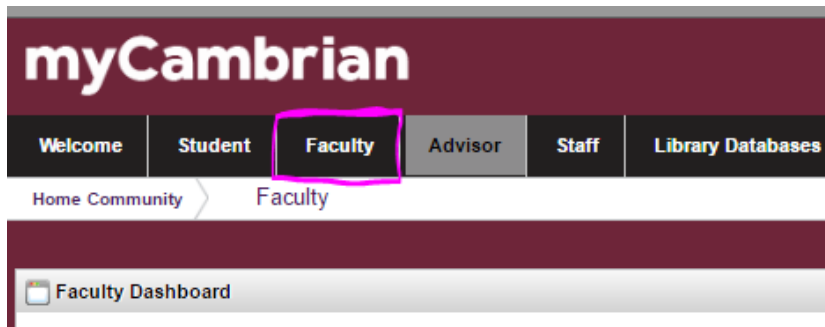 myCambrian
Welcome Student Faculty Advisor Staff Library Databases
Home Community Faculty
Faculty Dashboard